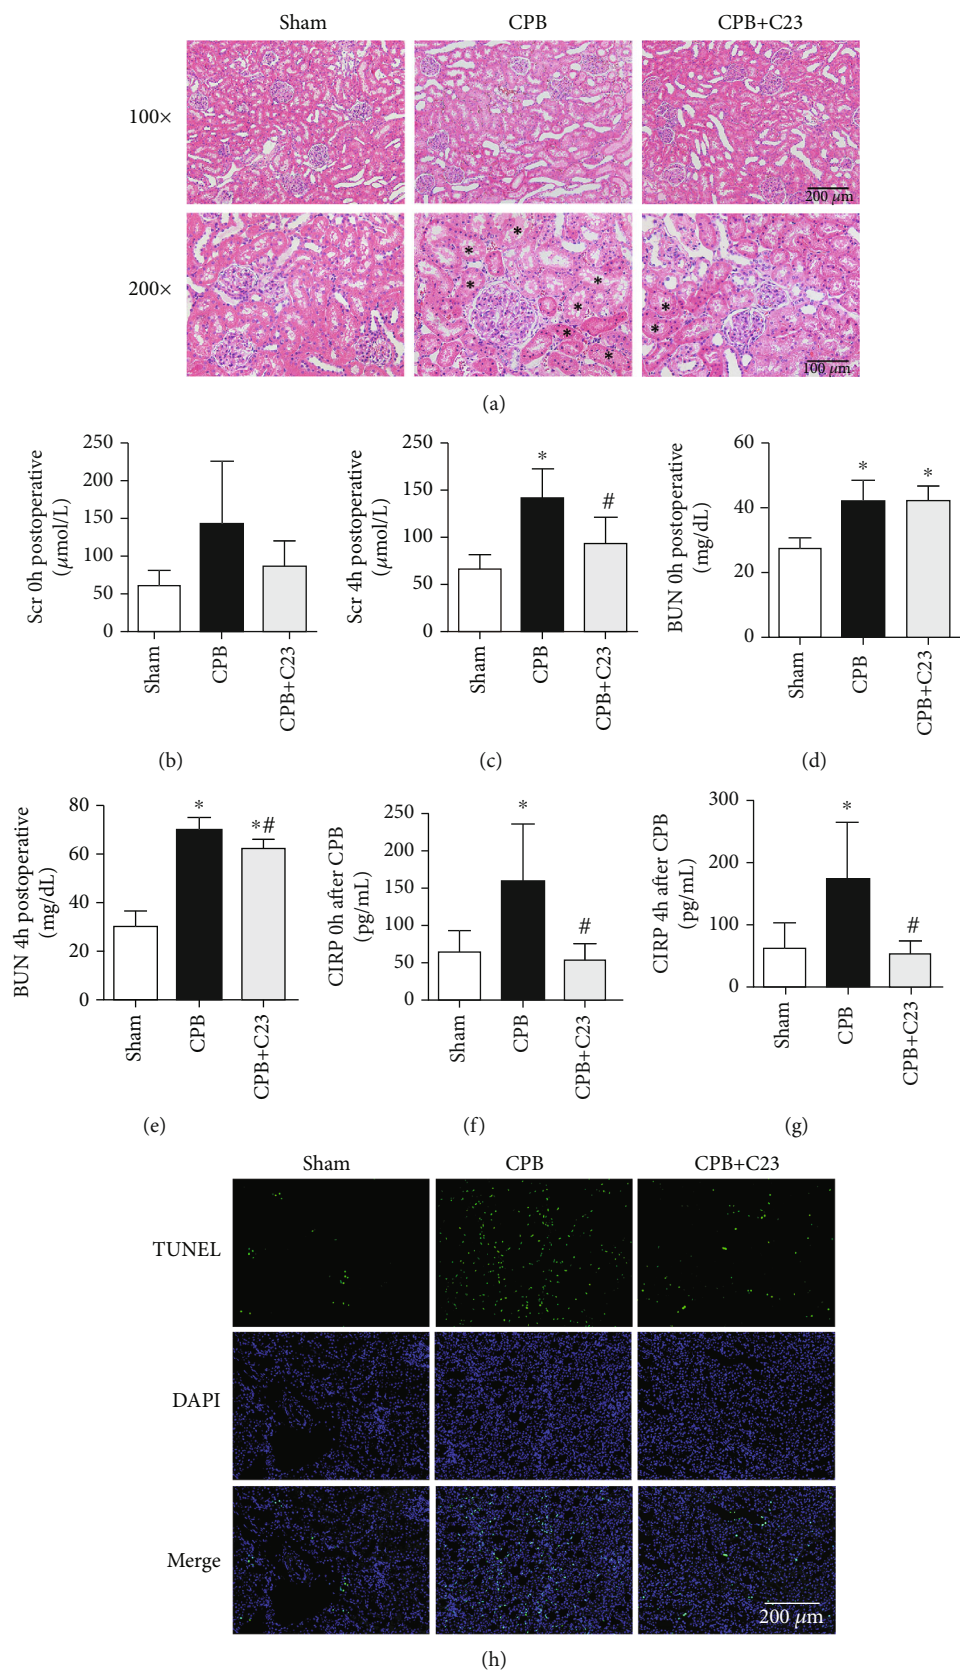 Sham CPB CPB+C23
100×
200 μm
200×
* * * * * * * *
* *
100 μm
(a)
Scr 0h postoperative
(μmol/L)
250
200
150
100
50
0
Sham
CPB
CPB+C23
(b)
Scr 4h postoperative
(μmol/L)
200
150
100
50
0
*
#
Sham
CPB
CPB+C23
(c)
BUN 0h postoperative
(mg/dL)
60
40
20
0
*
*
Sham
CPB
CPB+C23
(d)
BUN 4h postoperative
(mg/dL)
80
60
40
20
0
*
*#
Sham
CPB
CPB+C23
(e)
CIRP 0h after CPB
(pg/mL)
250
200
150
100
50
0
*
#
Sham
CPB
CPB+C23
(f)
CIRP 4h after CPB
(pg/mL)
300
200
100
0
*
#
Sham
CPB
CPB+C23
(g)
Sham CPB CPB+C23
TUNEL
DAPI
Merge
200 μm
(h)